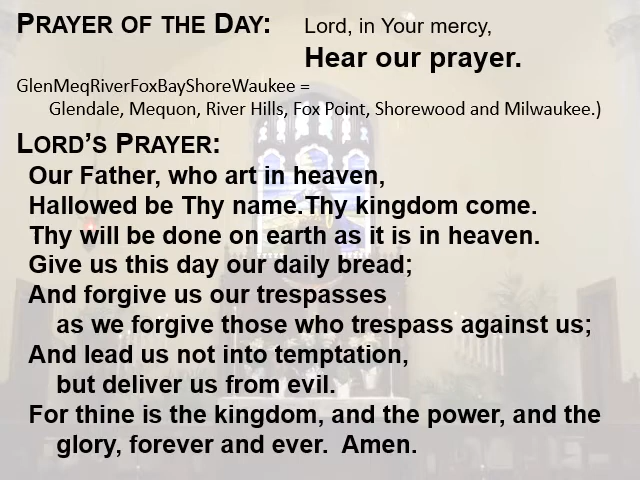 PRAYER OF THE DAY: Lord, in Your mercy,
Hear our prayer.
GlenMeqRiverFoxBayShoreWaukee =
Glendale, Mequon, River Hills, Fox Point, Shorewood and Milwaukee.)
LORD’S PRAYER:
Our Father, who art in heaven,
Hallowed be Thy name.Thy kingdom come.
Thy will be done on earth as it is in heaven.
Give us this day our daily bread;
And forgive us our trespasses
as we forgive those who trespass against us;
And lead us not into temptation,
but deliver us from evil.
For thine is the kingdom, and the power, and the
glory, forever and ever.  Amen.